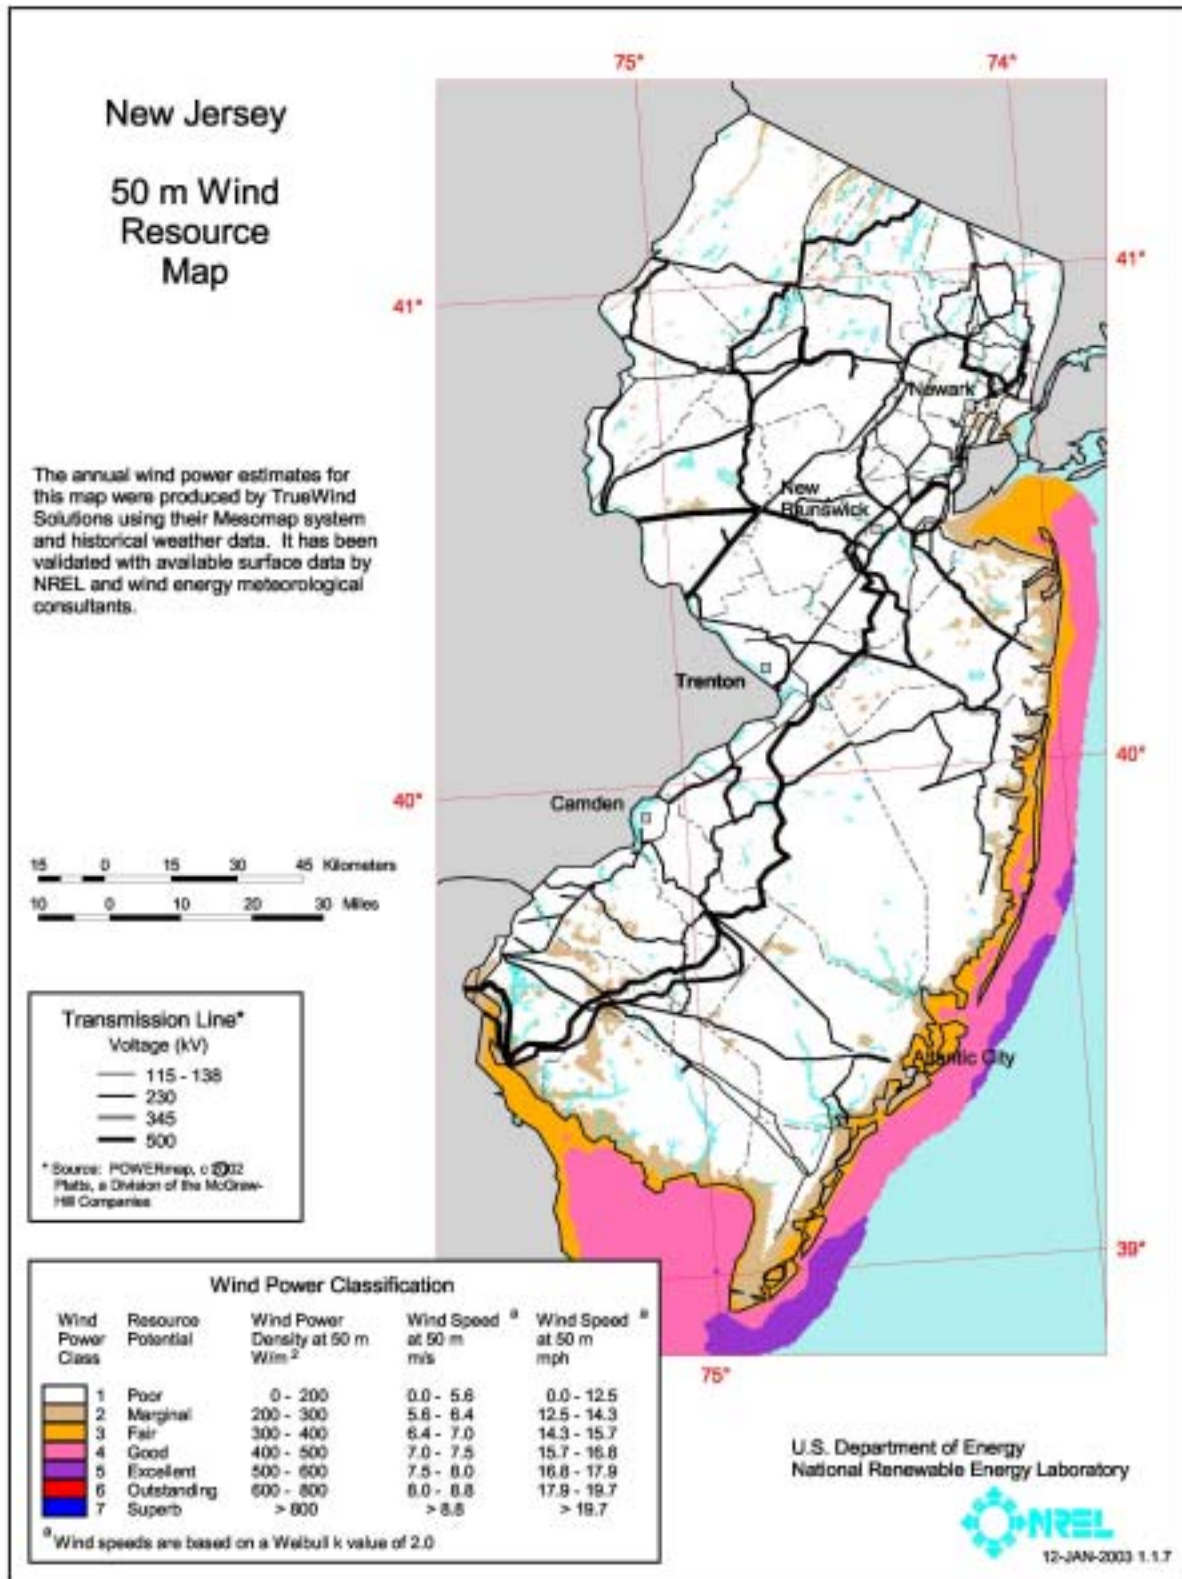 75°
74°
New Jersey
50 m Wind
Resource
Map
41°
41°
Newark
The annual wind power estimates for
this map were produced by TrueWind
Solutions using their Mesomap system
and historical weather data. It has been
validated with available surface data by
NREL and wind energy meteorological
consultants.
New
Brunswick
Trenton
40°
40°
Camden
15 0 15 30 45 Kilometers
10 0 10 20 30 Miles
Transmission Line*
Voltage (kV)
115 - 138
230
345
500
* Source: POWERmap, c 2002
Platts, a Division of the McGraw-
Hill Companies
Atlantic City
39°
75°
Wind Power Classification
Wind Resource Wind Power Wind Speed a Wind Speed a
Power Potential Density at 50 m at 50 m at 50 m
Class W/m 2 m/s mph
1 Poor 0 - 200 0.0 - 5.6 0.0 - 12.5
2 Marginal 200 - 300 5.6 - 6.4 12.5 - 14.3
3 Fair 300 - 400 6.4 - 7.0 14.3 - 15.7
4 Good 400 - 500 7.0 - 7.5 15.7 - 16.8
5 Excellent 500 - 600 7.5 - 8.0 16.8 - 17.9
6 Outstanding 600 - 800 8.0 - 8.8 17.9 - 19.7
7 Superb > 800 > 8.8 > 19.7
a Wind speeds are based on a Weibull k value of 2.0
U.S. Department of Energy
National Renewable Energy Laboratory
NREL
12-JAN-2003 1.1.7